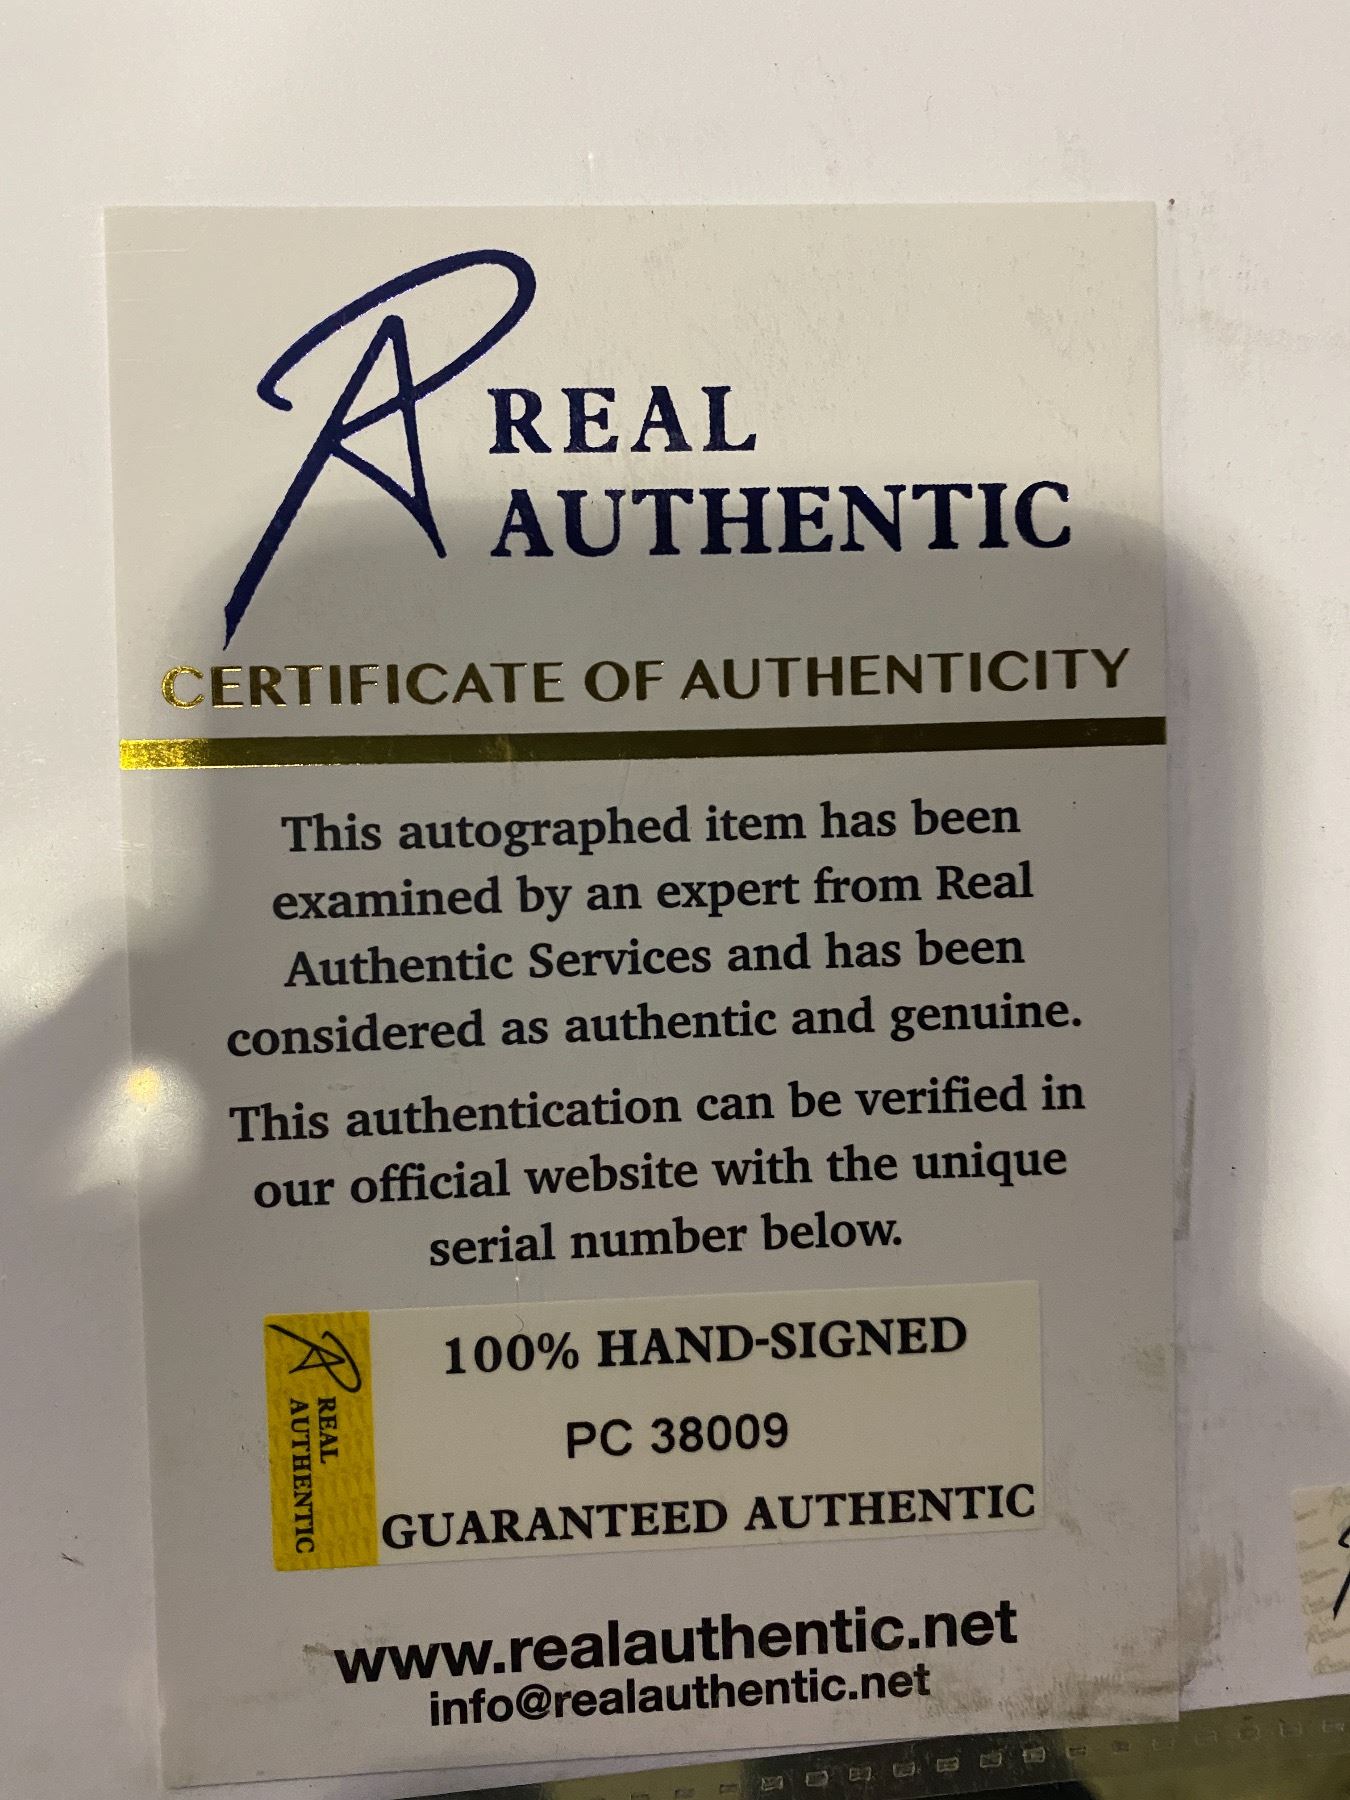 REAL
AUTHENTIC
CERTIFICATE OF AUTHENTICITY
This autographed item has been
examined by an expert from Real
Authentic Services and has been
considered as authentic and genuine.
This authentication can be verified in
our official website with the unique
serial number below.
REAL
AUTHENTIC
100% HAND-SIGNED
PC 38009
GUARANTEED AUTHENTIC
www.realauthentic.net
info@realauthentic.net